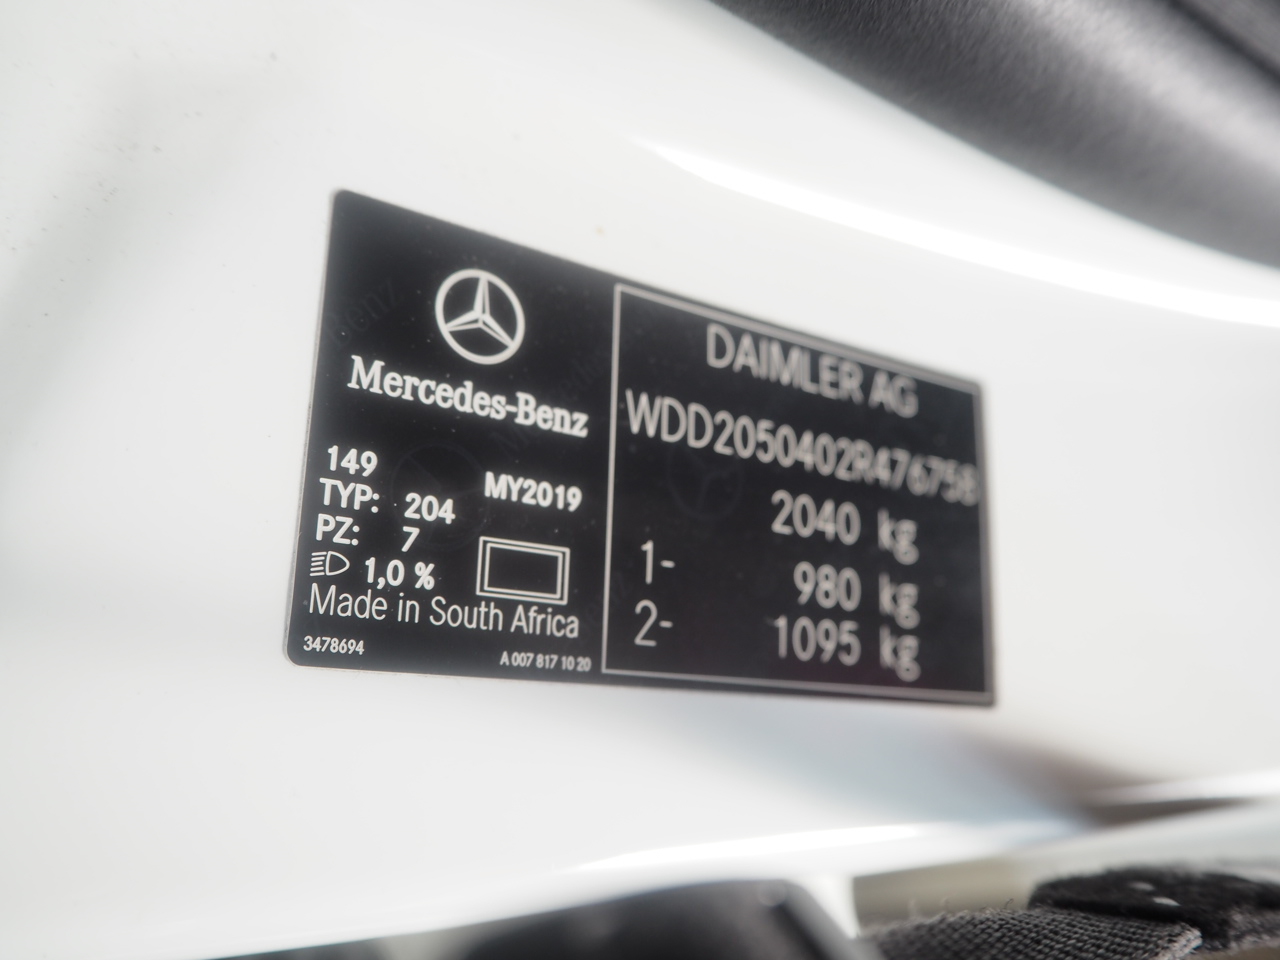 Mercedes-Benz
149
MY2019
TYP: 204
PZ: 7
1,0 %
Made in South Africa
3478694
A 007 817 10 20
DAIMLER AG
WDD2050402R476758
2040 kg
1- 980 kg
2- 1095 kg